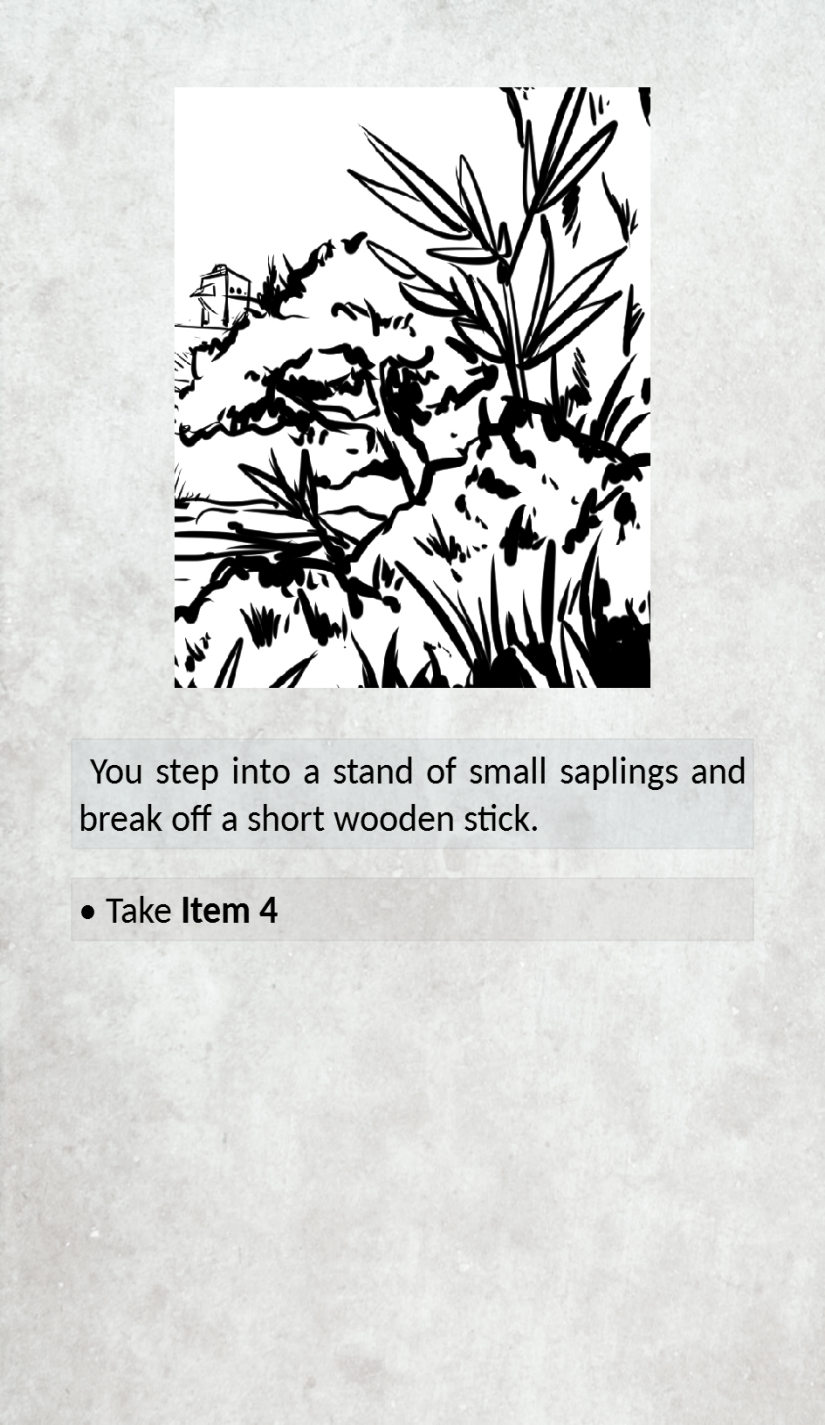 You step into a stand of small saplings and
break off a short wooden stick.
• Take Item 4